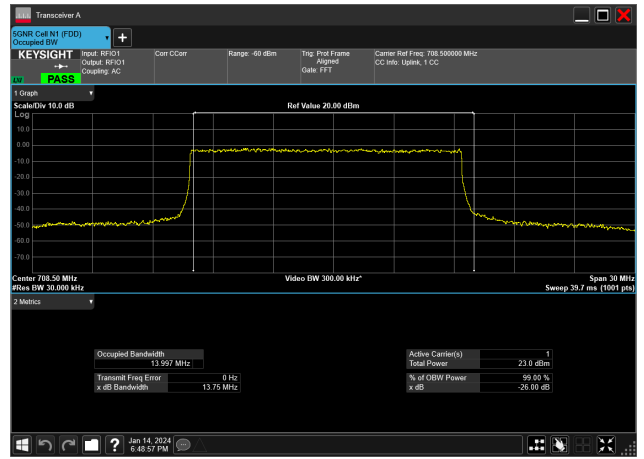 Transceiver A
5GNR Cell N1 (FDD)
Occupied BW
KEYSIGHT
LV PASS
Input: RFIO1
Output: RFIO1
Coupling: AC
Corr CCorr
Range: -60 dBm
Trig: Prot Frame
Aligned
Gate: FFT
Carrier Ref Freq: 708.500000 MHz
CC Info: Uplink, 1 CC
1 Graph
Scale/Div 10.0 dB
Ref Value 20.00 dBm
Log
10.0
0.00
-10.0
-20.0
-30.0
-40.0
-50.0
-60.0
-70.0
Center 708.50 MHz
Video BW 300.00 kHz*
Span 30 MHz
#Res BW 30.000 kHz
Sweep 39.7 ms (1001 pts)
2 Metrics
Occupied Bandwidth
13.997 MHz
Active Carrier(s) 1
Total Power 23.0 dBm
Transmit Freq Error 0 Hz
x dB Bandwidth 13.75 MHz
% of OBW Power 99.00 %
x dB -26.00 dB
Jan 14, 2024
6:48:57 PM